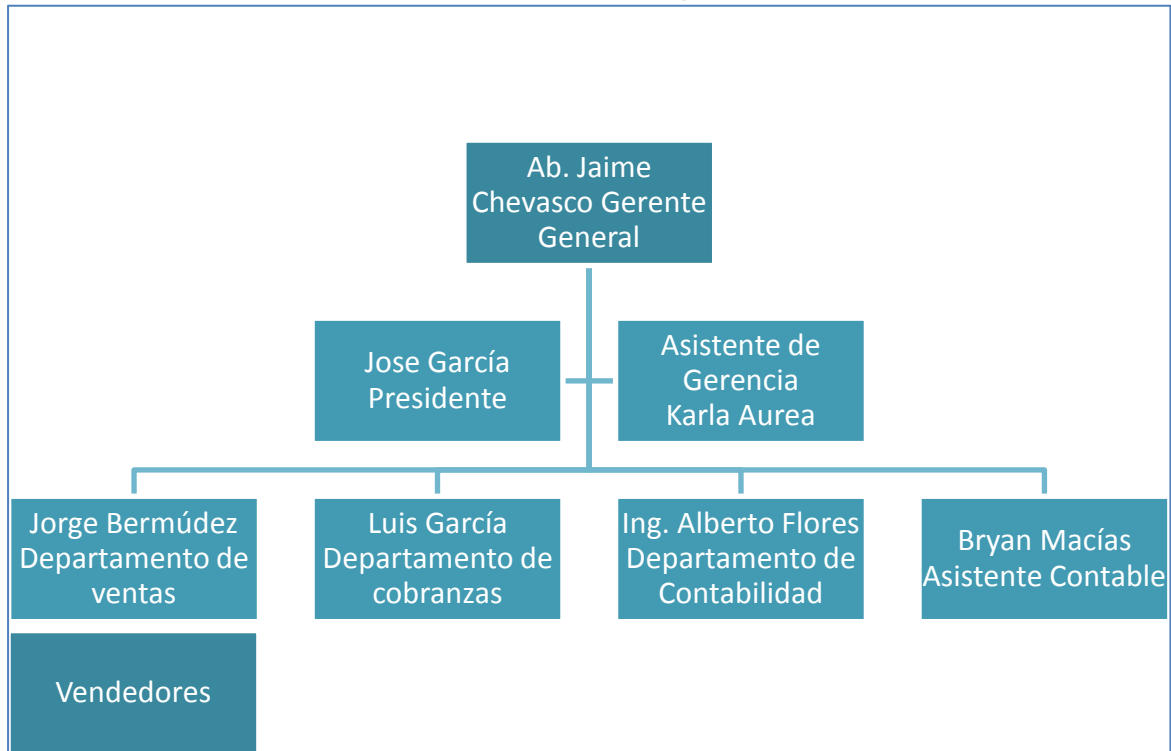 Ab. Jaime
Chevasco Gerente
General
Jose García
Presidente
Asistente de
Gerencia
Karla Aurea
Jorge Bermúdez
Departamento de
ventas
Luis García
Departamento de
cobranzas
Ing. Alberto Flores
Departamento de
Contabilidad
Bryan Macías
Asistente Contable
Vendedores